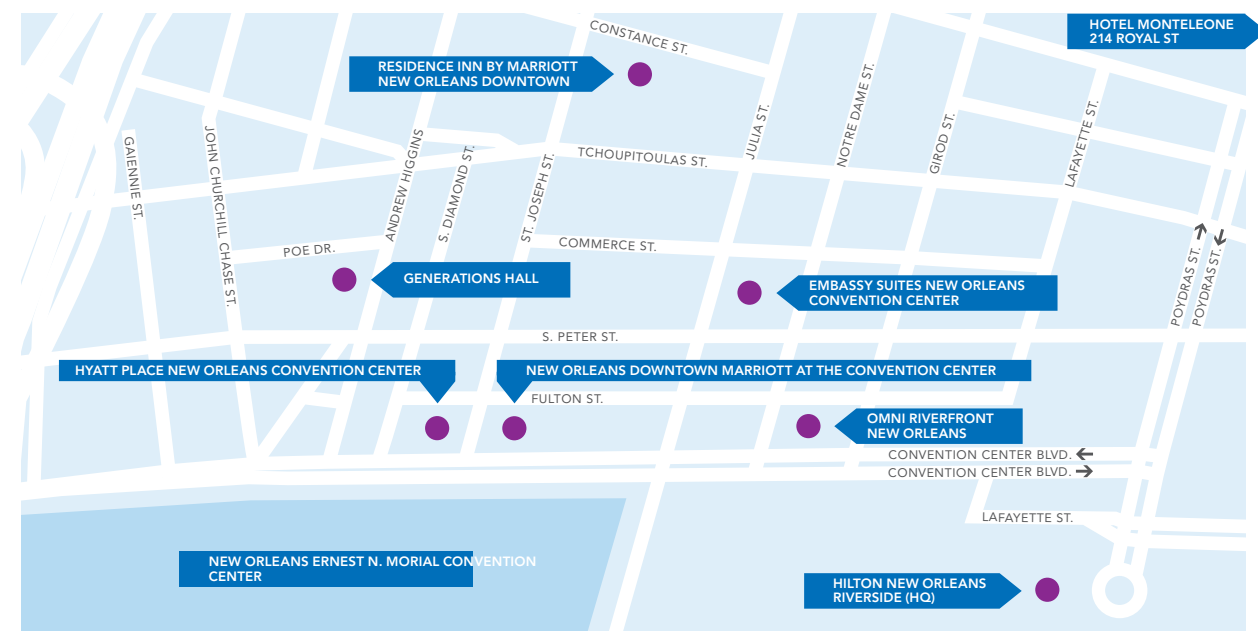 HOTEL MONTELEONE
214 ROYAL ST
CONSTANCE ST.
RESIDENCE INN BY MARRIOTT
NEW ORLEANS DOWNTOWN
GAIENNIE ST.
JOHN CHURCHILL CHASE ST.
ANDREW HIGGINS
S. DIAMOND ST.
ST. JOSEPH ST.
TCHOUPITOULAS ST.
JULIA ST.
NOTRE DAME ST.
GIROD ST.
LAFAYETTE ST.
POE DR.
COMMERCE ST.
POYDRAS ST.
POYDRAS ST.
GENERATIONS HALL
EMBASSY SUITES NEW ORLEANS
CONVENTION CENTER
S. PETER ST.
HYATT PLACE NEW ORLEANS CONVENTION CENTER
NEW ORLEANS DOWNTOWN MARRIOTT AT THE CONVENTION CENTER
FULTON ST.
OMNI RIVERFRONT
NEW ORLEANS
CONVENTION CENTER BLVD.
CONVENTION CENTER BLVD.
LAFAYETTE ST.
NEW ORLEANS ERNEST N. MORIAL CONVENTION
CENTER
HILTON NEW ORLEANS
RIVERSIDE (HQ)